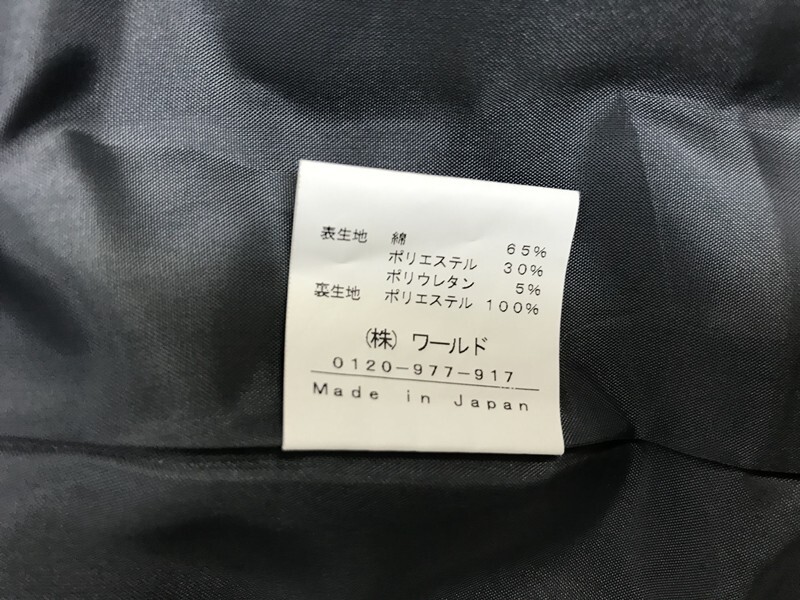 表生地 綿 65%
ポリエステル 30%
ポリウレタン 5%
裏生地 ポリエステル 100%
(株) ワールド
0120-977-917
Made in Japan